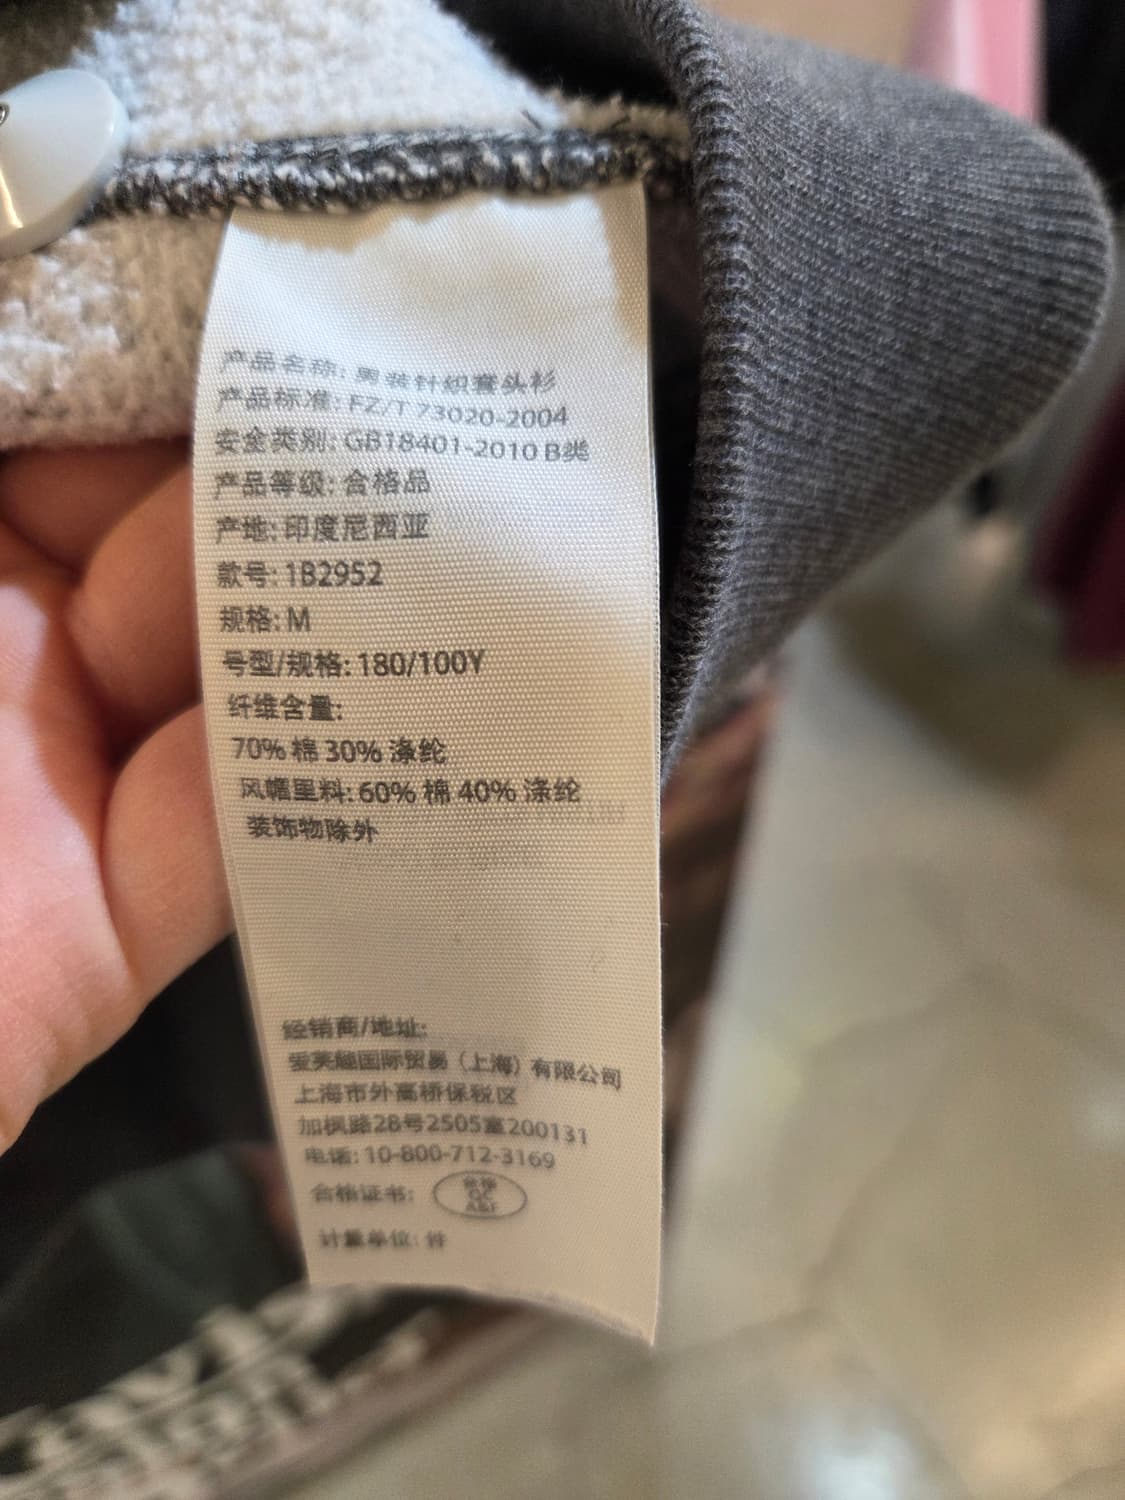 产品名称: 男装针织套头衫
产品标准: FZ/T 73020-2004
安全类别: GB18401-2010 B类
产品等级: 合格品
产地: 印度尼西亚
款号: 1B2952
规格: M
号型/规格: 180/100Y
纤维含量:
70% 棉 30% 涤纶
风帽里料: 60% 棉 40% 涤纶
装饰物除外
经销商/地址:
爱芙趣国际贸易（上海）有限公司
上海市外高桥保税区
加枫路28号2505室200131
电话: 10-800-712-3169
合格证书:
合格
QC
A&F
计量单位: 件